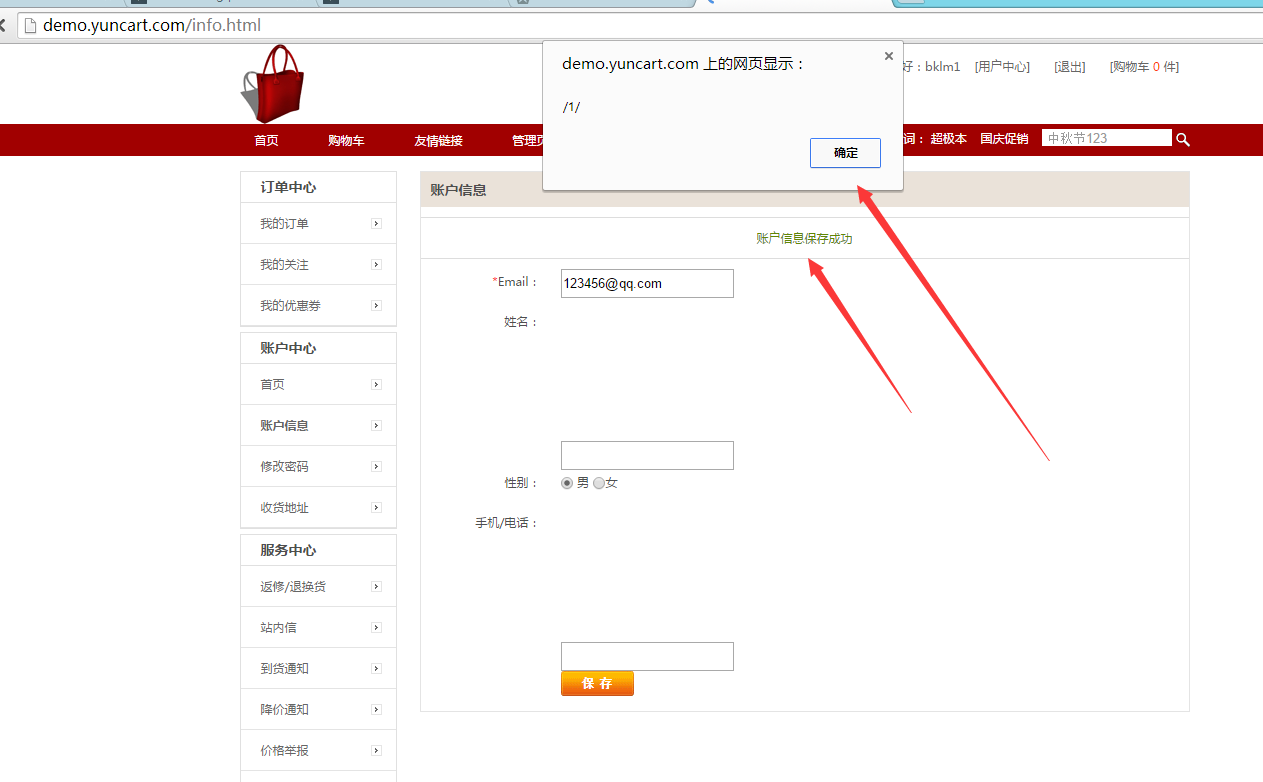 demo.yuncart.com/info.html
demo.yuncart.com 上的网页显示：
/1/
确定
好：bklm1 [用户中心] [退出] [购物车 0 件]
首页 购物车 友情链接 管理页
词： 超极本 国庆促销 中秋节123
订单中心
我的订单
我的关注
我的优惠券
账户中心
首页
账户信息
修改密码
收货地址
服务中心
返修/退换货
站内信
到货通知
降价通知
价格举报
账户信息
账户信息保存成功
*Email： 123456@qq.com
姓名：
性别： 男 女
手机/电话：
保存